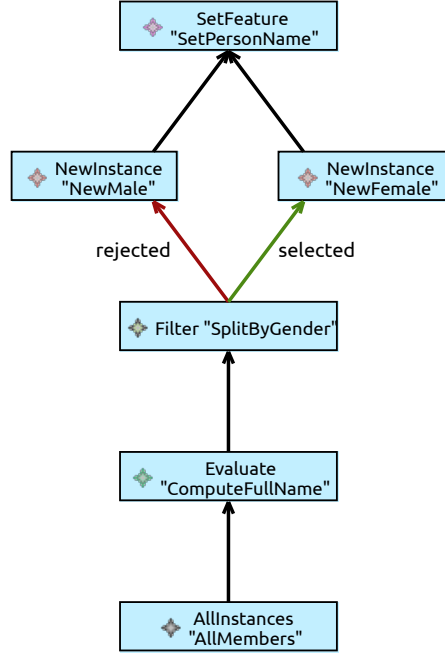 SetFeature
"SetPersonName"
NewInstance
"NewMale"
NewInstance
"NewFemale"
rejected
selected
Filter "SplitByGender"
Evaluate
"ComputeFullName"
AllInstances
"AllMembers"